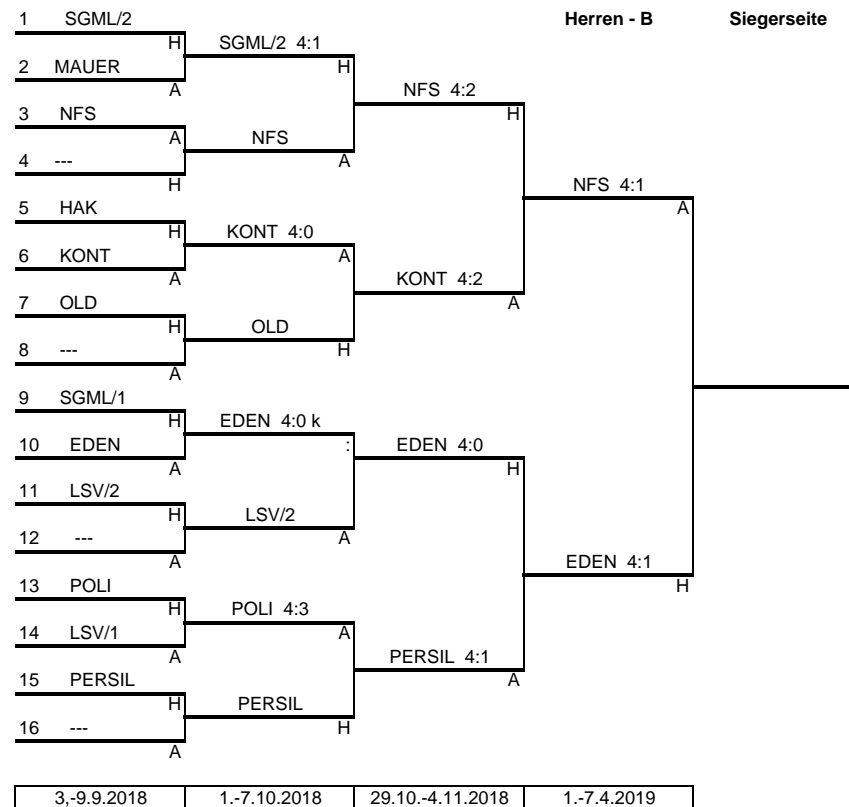 Herren - B Siegerseite
1 SGML/2
H SGML/2 4:1
2 MAUER H
A NFS 4:2
3 NFS H
A NFS
4 --- A
H NFS 4:1
5 HAK A
H KONT 4:0
6 KONT A
A KONT 4:2
7 OLD A
H OLD
8 --- H
A
9 SGML/1
H EDEN 4:0 k
10 EDEN : EDEN 4:0
A H
11 LSV/2
H LSV/2
12 --- A
A EDEN 4:1
13 POLI H
H POLI 4:3
14 LSV/1 A
A PERSIL 4:1
15 PERSIL A
H PERSIL
16 --- H
A
3,-9.9.2018 1.-7.10.2018 29.10.-4.11.2018 1.-7.4.2019